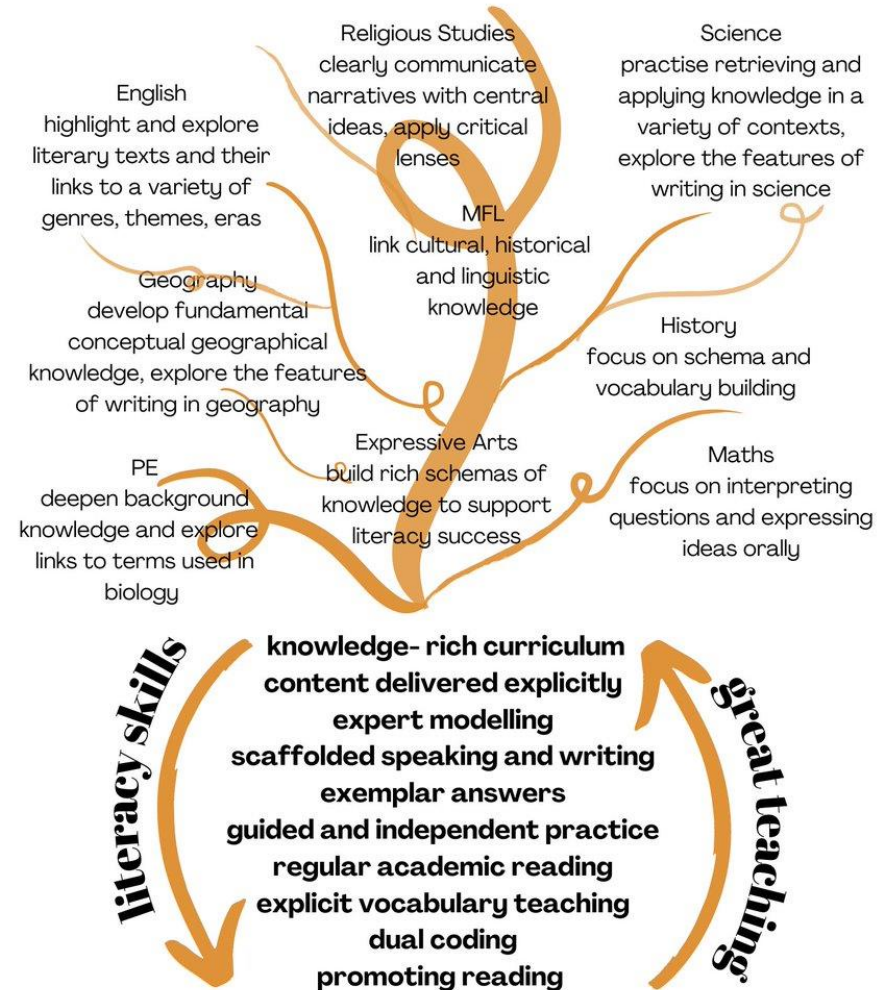 Religious Studies
clearly communicate
narratives with central
ideas, apply critical
lenses
Science
practise retrieving and
applying knowledge in a
variety of contexts,
explore the features of
writing in science
English
highlight and explore
literary texts and their
links to a variety of
genres, themes, eras
MFL
link cultural, historical
and linguistic
knowledge
Geography
develop fundamental
conceptual geographical
knowledge, explore the features
of writing in geography
History
focus on schema and
vocabulary building
Expressive Arts
build rich schemas of
knowledge to support
literacy success
Maths
focus on interpreting
questions and expressing
ideas orally
PE
deepen background
knowledge and explore
links to terms used in
biology
literacy skills
knowledge- rich curriculum
content delivered explicitly
expert modelling
scaffolded speaking and writing
exemplar answers
guided and independent practice
regular academic reading
explicit vocabulary teaching
dual coding
promoting reading
great teaching